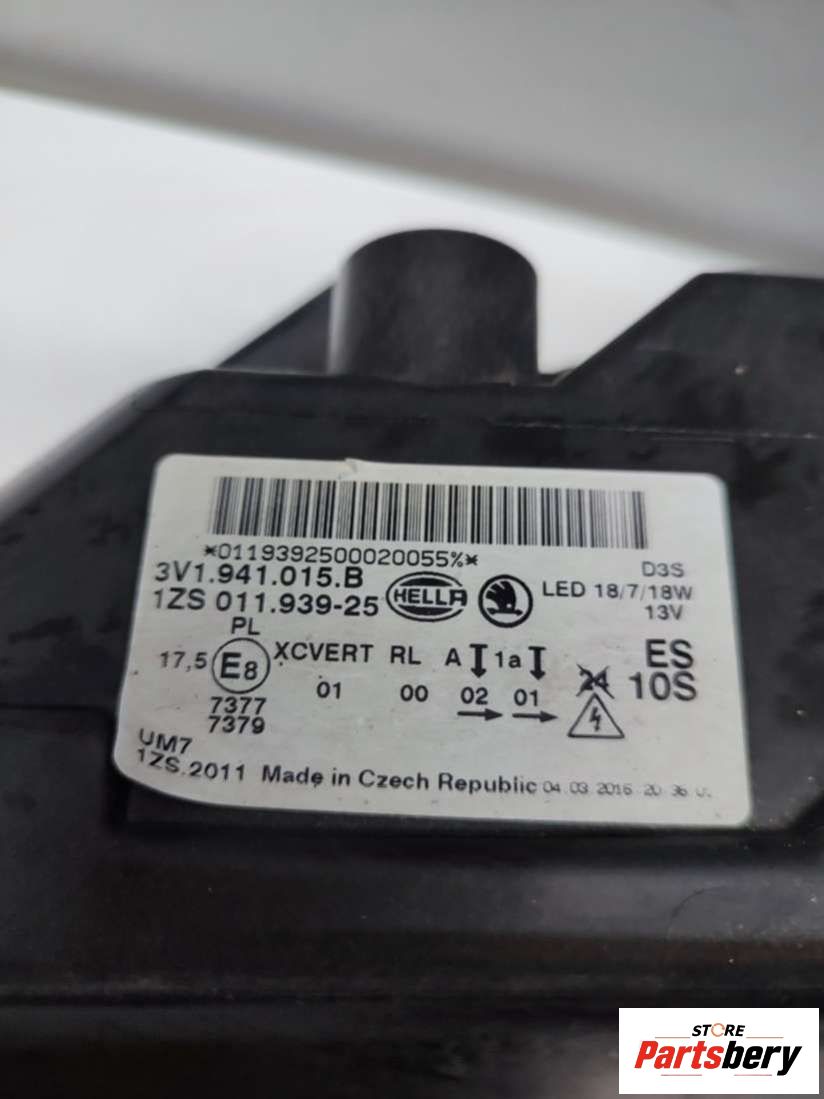 *0119392500020055%*
3V1.941.015.B
1ZS 011.939-25
HELLA
D3S
LED 18/7/18W
13V
PL
17,5 E8 XCVERT RL A 1a
01 00 02 01
24
ES
10S
7377
7379
UM7
1ZS.2011 Made in Czech Republic 04.03.2016 20:36
STORE
Partsbery